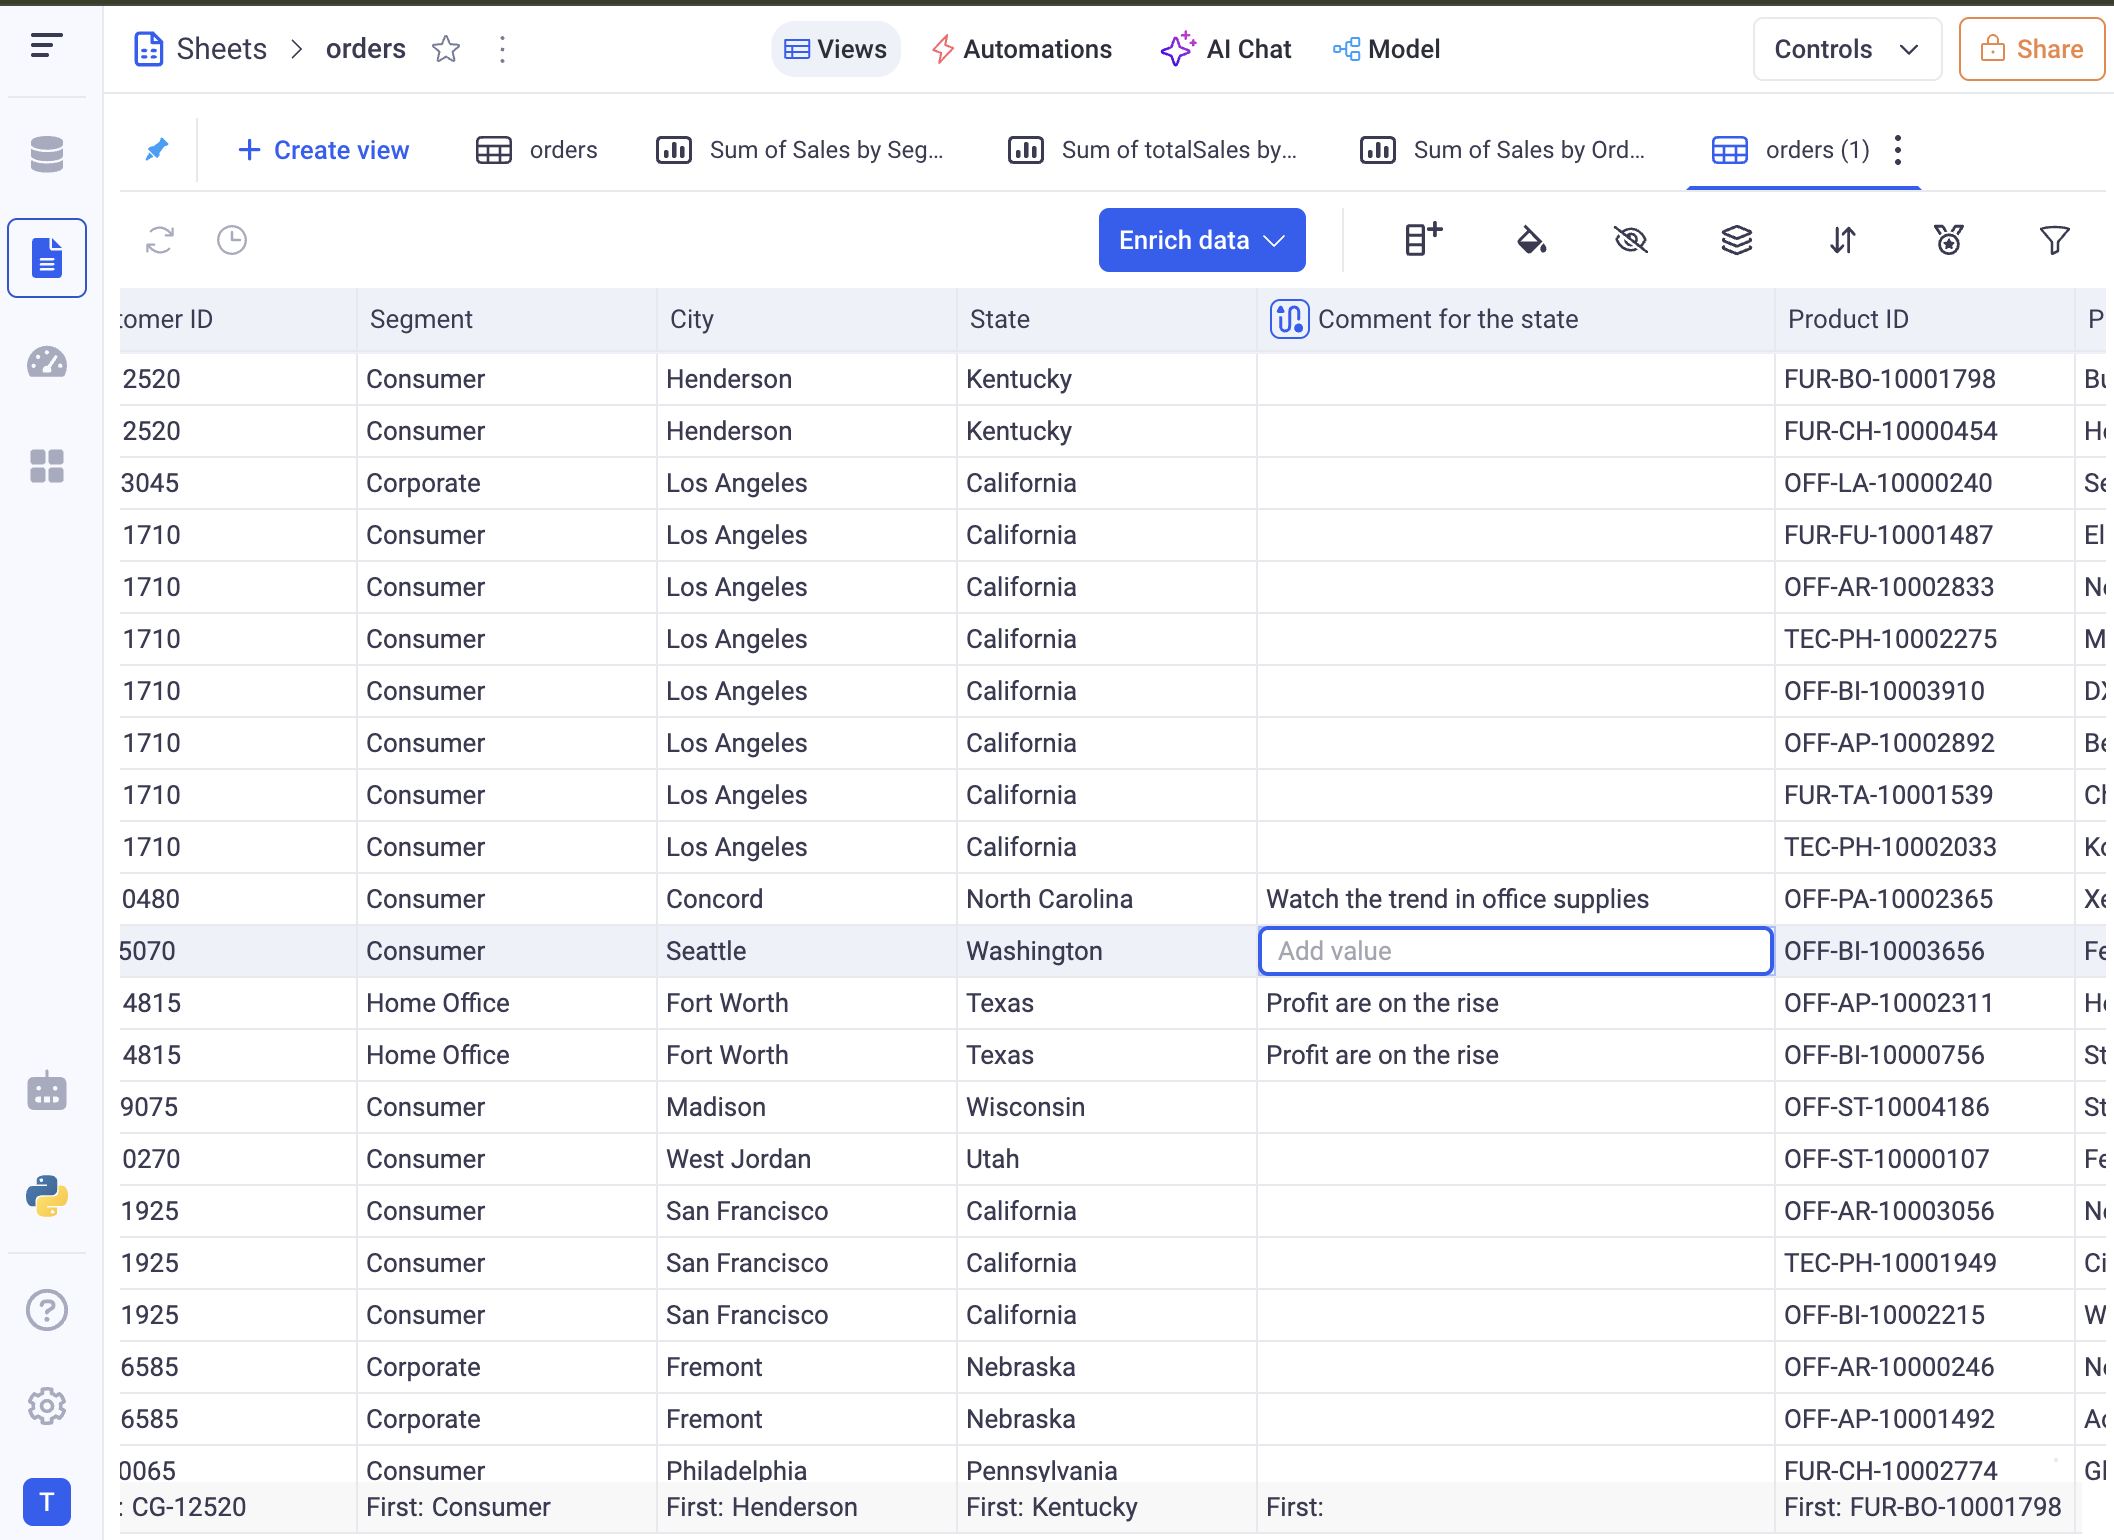 Sheets > orders Views Automations AI Chat Model Controls Share
+ Create view orders Sum of Sales by Seg... Sum of totalSales by... Sum of Sales by Ord... orders (1)
Enrich data
tomer ID Segment City State Comment for the state Product ID P
2520 Consumer Henderson Kentucky FUR-BO-10001798 Bu
2520 Consumer Henderson Kentucky FUR-CH-10000454 Ho
3045 Corporate Los Angeles California OFF-LA-10000240 Se
1710 Consumer Los Angeles California FUR-FU-10001487 El
1710 Consumer Los Angeles California OFF-AR-10002833 Ne
1710 Consumer Los Angeles California TEC-PH-10002275 M
1710 Consumer Los Angeles California OFF-BI-10003910 DX
1710 Consumer Los Angeles California OFF-AP-10002892 Be
1710 Consumer Los Angeles California FUR-TA-10001539 Ch
1710 Consumer Los Angeles California TEC-PH-10002033 Ko
0480 Consumer Concord North Carolina Watch the trend in office supplies OFF-PA-10002365 Xe
5070 Consumer Seattle Washington Add value OFF-BI-10003656 Fe
4815 Home Office Fort Worth Texas Profit are on the rise OFF-AP-10002311 Ho
4815 Home Office Fort Worth Texas Profit are on the rise OFF-BI-10000756 St
9075 Consumer Madison Wisconsin OFF-ST-10004186 St
0270 Consumer West Jordan Utah OFF-ST-10000107 Fe
1925 Consumer San Francisco California OFF-AR-10003056 Ne
1925 Consumer San Francisco California TEC-PH-10001949 Ci
1925 Consumer San Francisco California OFF-BI-10002215 W
6585 Corporate Fremont Nebraska OFF-AR-10000246 Ne
6585 Corporate Fremont Nebraska OFF-AP-10001492 Ac
0065 Consumer Philadelphia Pennsylvania FUR-CH-10002774 Gl
: CG-12520 First: Consumer First: Henderson First: Kentucky First: First: FUR-BO-10001798
T